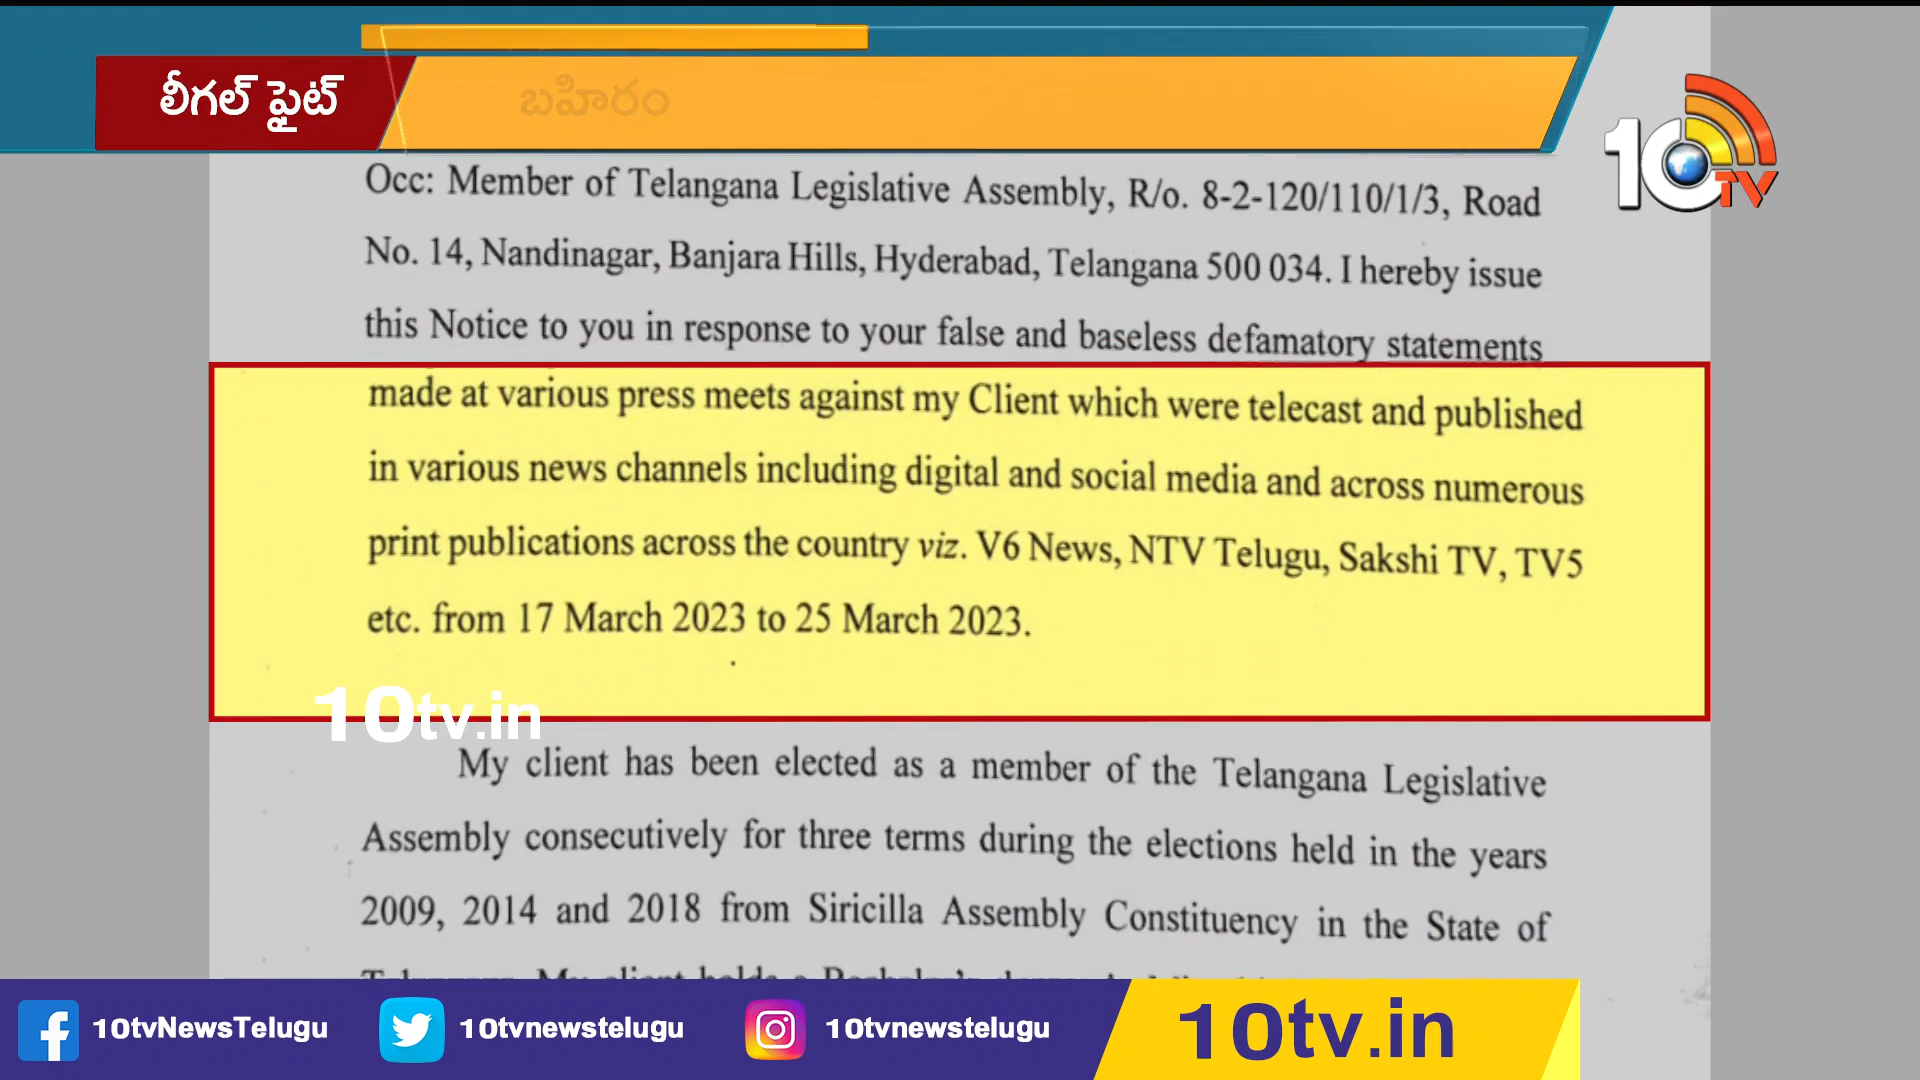 లీగల్ ఫైట్
బహిరం
10TV
Occ: Member of Telangana Legislative Assembly, R/o. 8-2-120/110/1/3, Road
No. 14, Nandinagar, Banjara Hills, Hyderabad, Telangana 500 034. I hereby issue
this Notice to you in response to your false and baseless defamatory statements
made at various press meets against my Client which were telecast and published
in various news channels including digital and social media and across numerous
print publications across the country viz. V6 News, NTV Telugu, Sakshi TV, TV5
etc. from 17 March 2023 to 25 March 2023.
10tv.in
My client has been elected as a member of the Telangana Legislative
Assembly consecutively for three terms during the elections held in the years
2009, 2014 and 2018 from Siricilla Assembly Constituency in the State of
10tvNewsTelugu 10tvnewstelugu 10tvnewstelugu 10tv.in